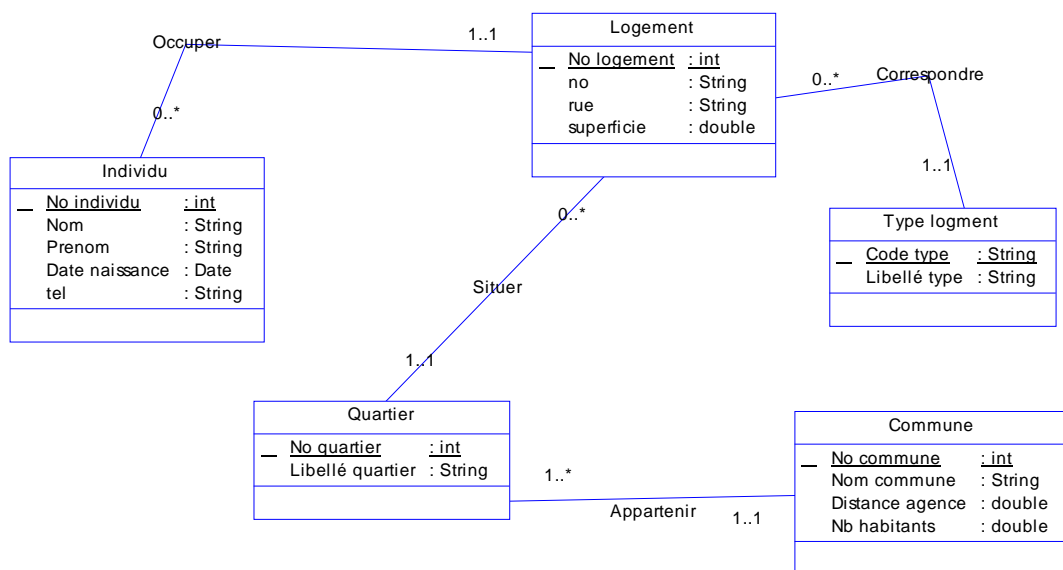 Logement
No logement : int
no : String
rue : String
superficie : double
Occuper
1..1
0..*
0..*
Correspondre
1..1
Individu
No individu : int
Nom : String
Prenom : String
Date naissance : Date
tel : String
Type logment
Code type : String
Libellé type : String
0..*
Situer
1..1
Quartier
No quartier : int
Libellé quartier : String
1..*
Appartenir
1..1
Commune
No commune : int
Nom commune : String
Distance agence : double
Nb habitants : double